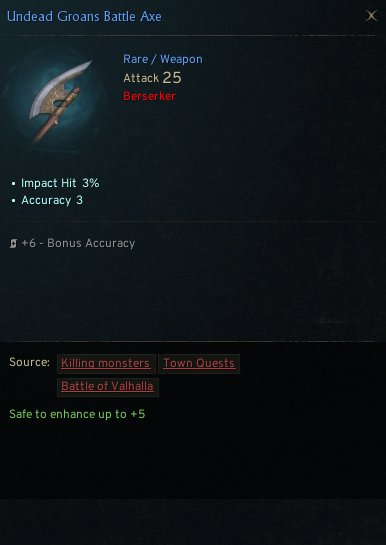 Undead Groans Battle Axe
Rare / Weapon
Attack 25
Berserker
• Impact Hit 3%
• Accuracy 3
+6 - Bonus Accuracy
Source: Killing monsters Town Quests
Battle of Valhalla
Safe to enhance up to +5